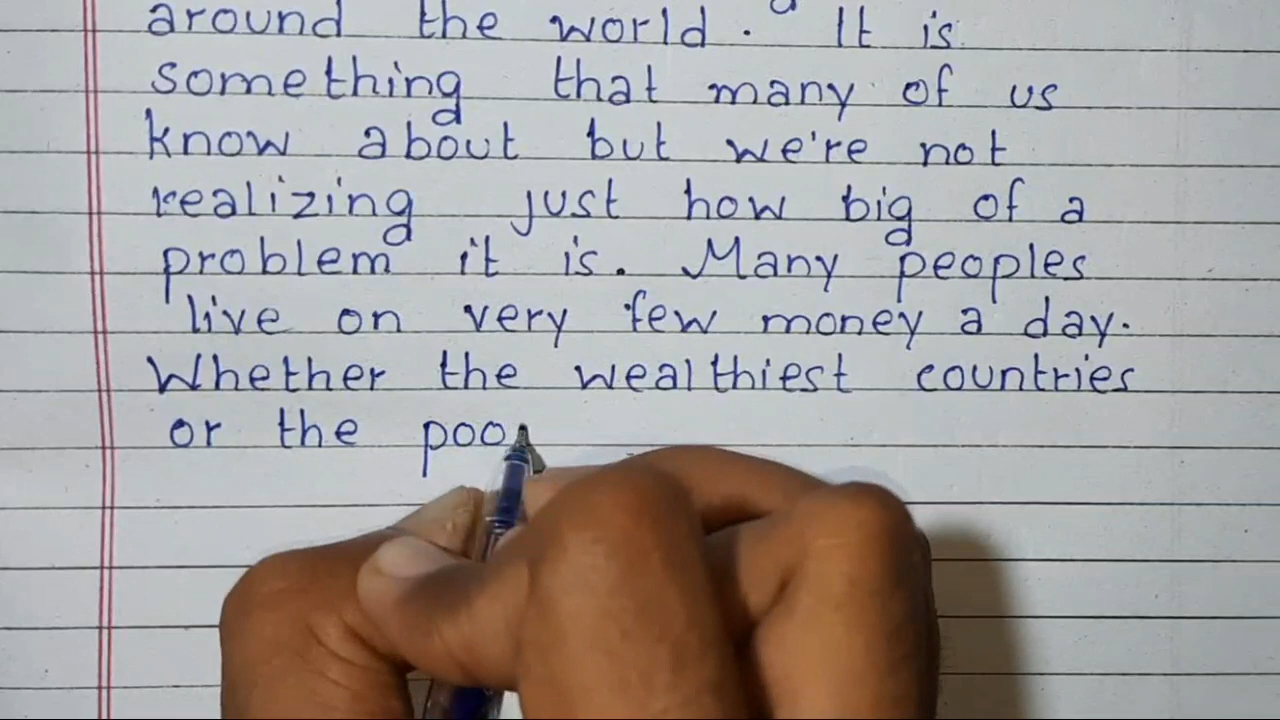 around the world. It is
something that many of us
know about but we're not
realizing just how big of a
problem it is. Many peoples
live on very few money a day.
Whether the wealthiest countries
or the poo